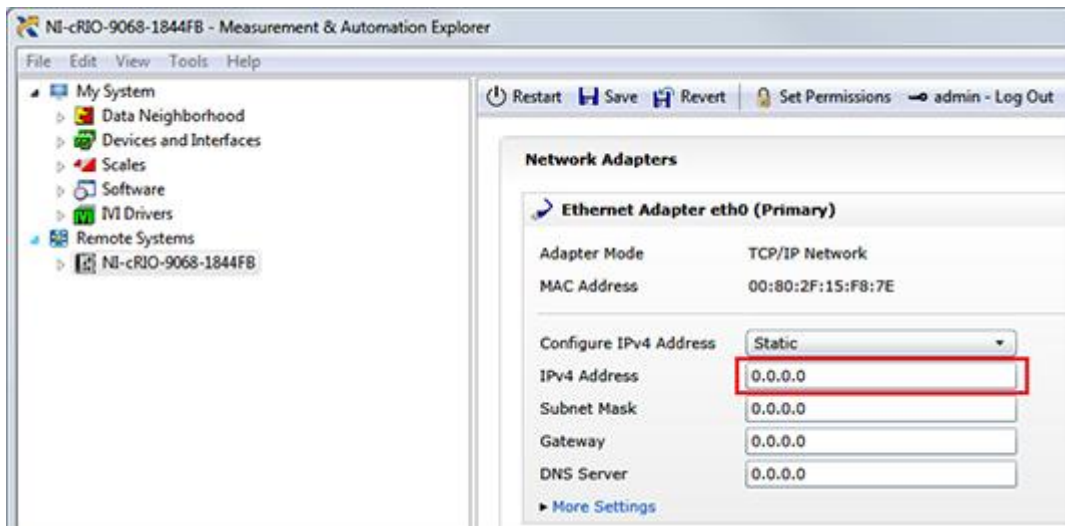 NI-cRIO-9068-1844FB - Measurement & Automation Explorer
File Edit View Tools Help
My System
Data Neighborhood
Devices and Interfaces
Scales
Software
IVI Drivers
Remote Systems
NI-cRIO-9068-1844FB
Restart Save Revert Set Permissions admin - Log Out
Network Adapters
Ethernet Adapter eth0 (Primary)
Adapter Mode TCP/IP Network
MAC Address 00:80:2F:15:F8:7E
Configure IPv4 Address Static
IPv4 Address 0.0.0.0
Subnet Mask 0.0.0.0
Gateway 0.0.0.0
DNS Server 0.0.0.0
More Settings